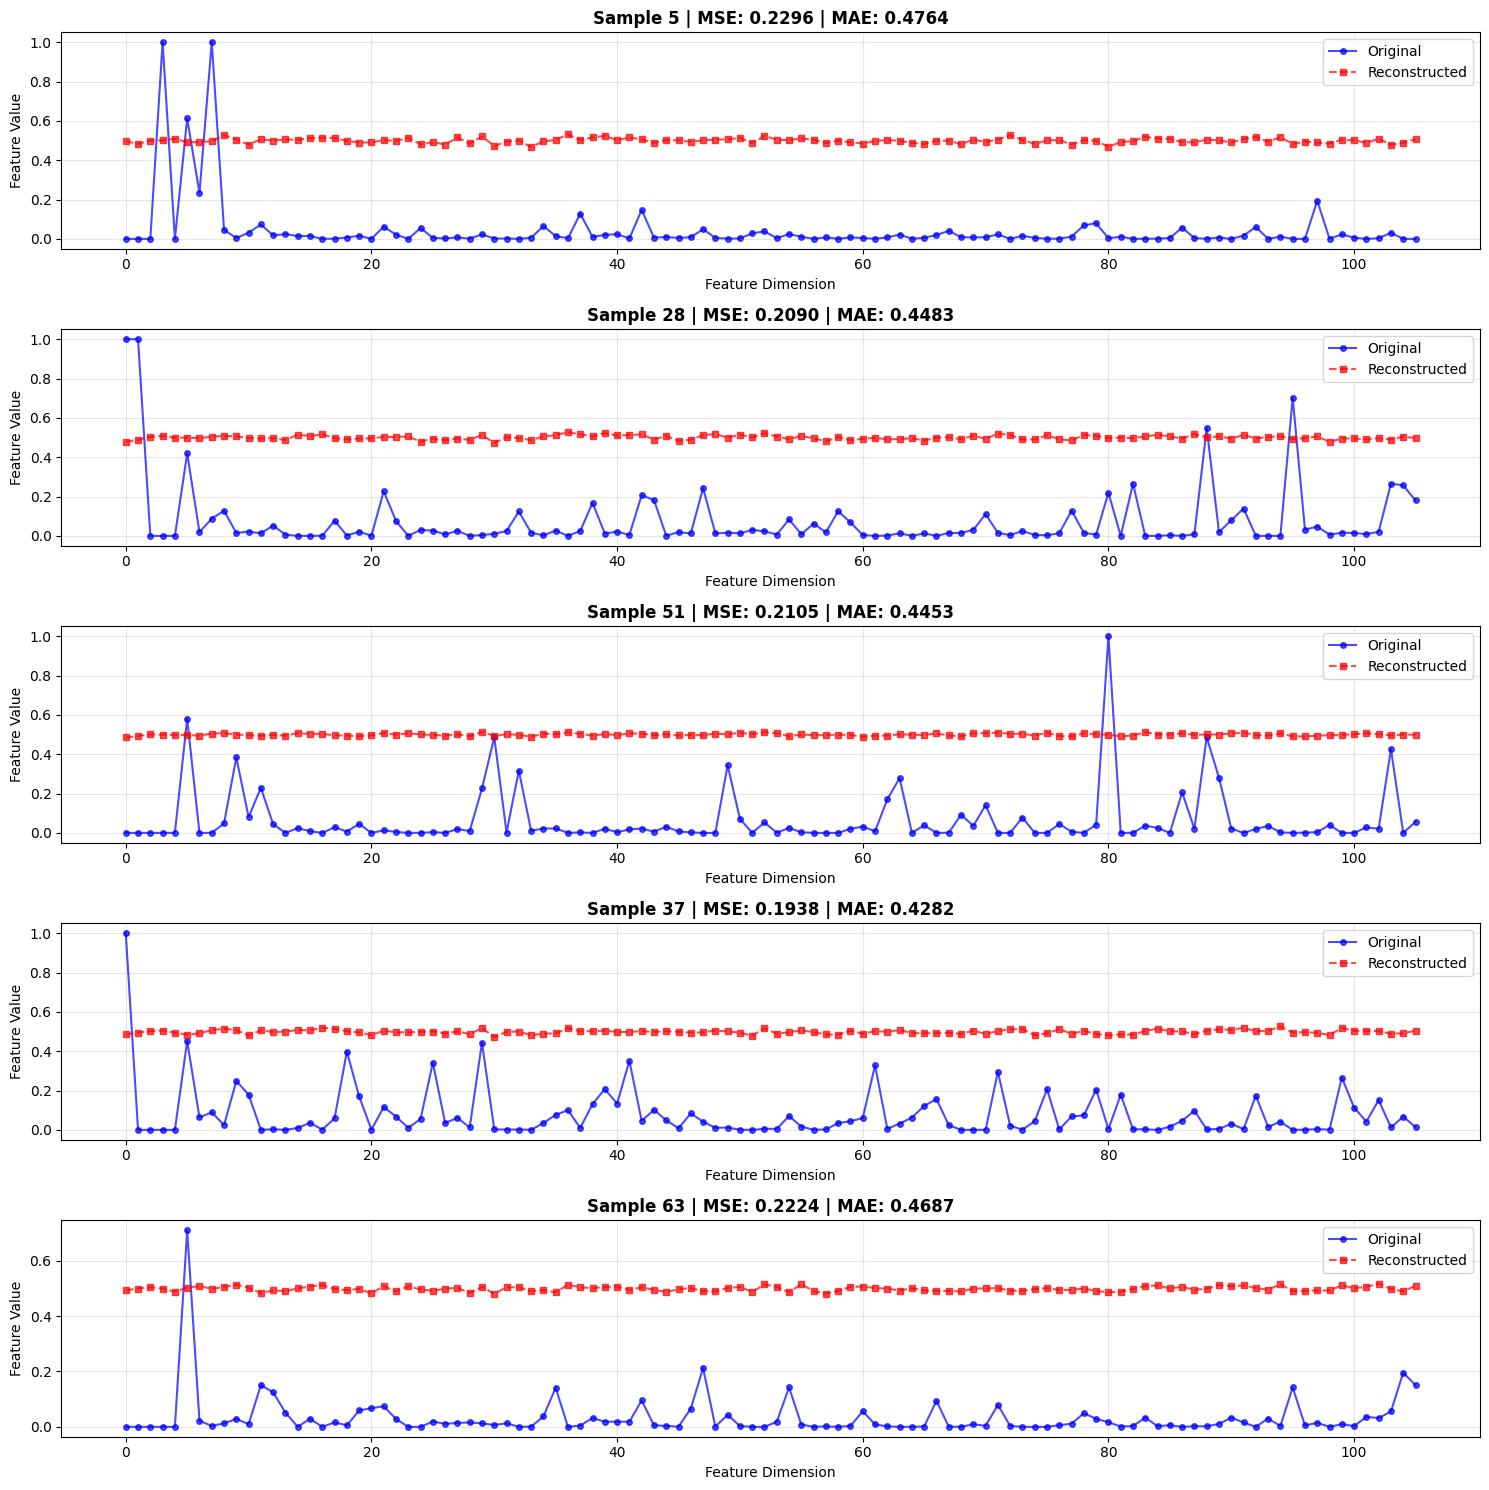 Sample 5 | MSE: 0.2296 | MAE: 0.4764
1.0
0.8
0.6
0.4
0.2
0.0
Feature Value
Original
Reconstructed
0 20 40 60 80 100
Feature Dimension
Sample 28 | MSE: 0.2090 | MAE: 0.4483
1.0
0.8
0.6
0.4
0.2
0.0
Feature Value
Original
Reconstructed
0 20 40 60 80 100
Feature Dimension
Sample 51 | MSE: 0.2105 | MAE: 0.4453
1.0
0.8
0.6
0.4
0.2
0.0
Feature Value
Original
Reconstructed
0 20 40 60 80 100
Feature Dimension
Sample 37 | MSE: 0.1938 | MAE: 0.4282
1.0
0.8
0.6
0.4
0.2
0.0
Feature Value
Original
Reconstructed
0 20 40 60 80 100
Feature Dimension
Sample 63 | MSE: 0.2224 | MAE: 0.4687
0.6
0.4
0.2
0.0
Feature Value
Original
Reconstructed
0 20 40 60 80 100
Feature Dimension